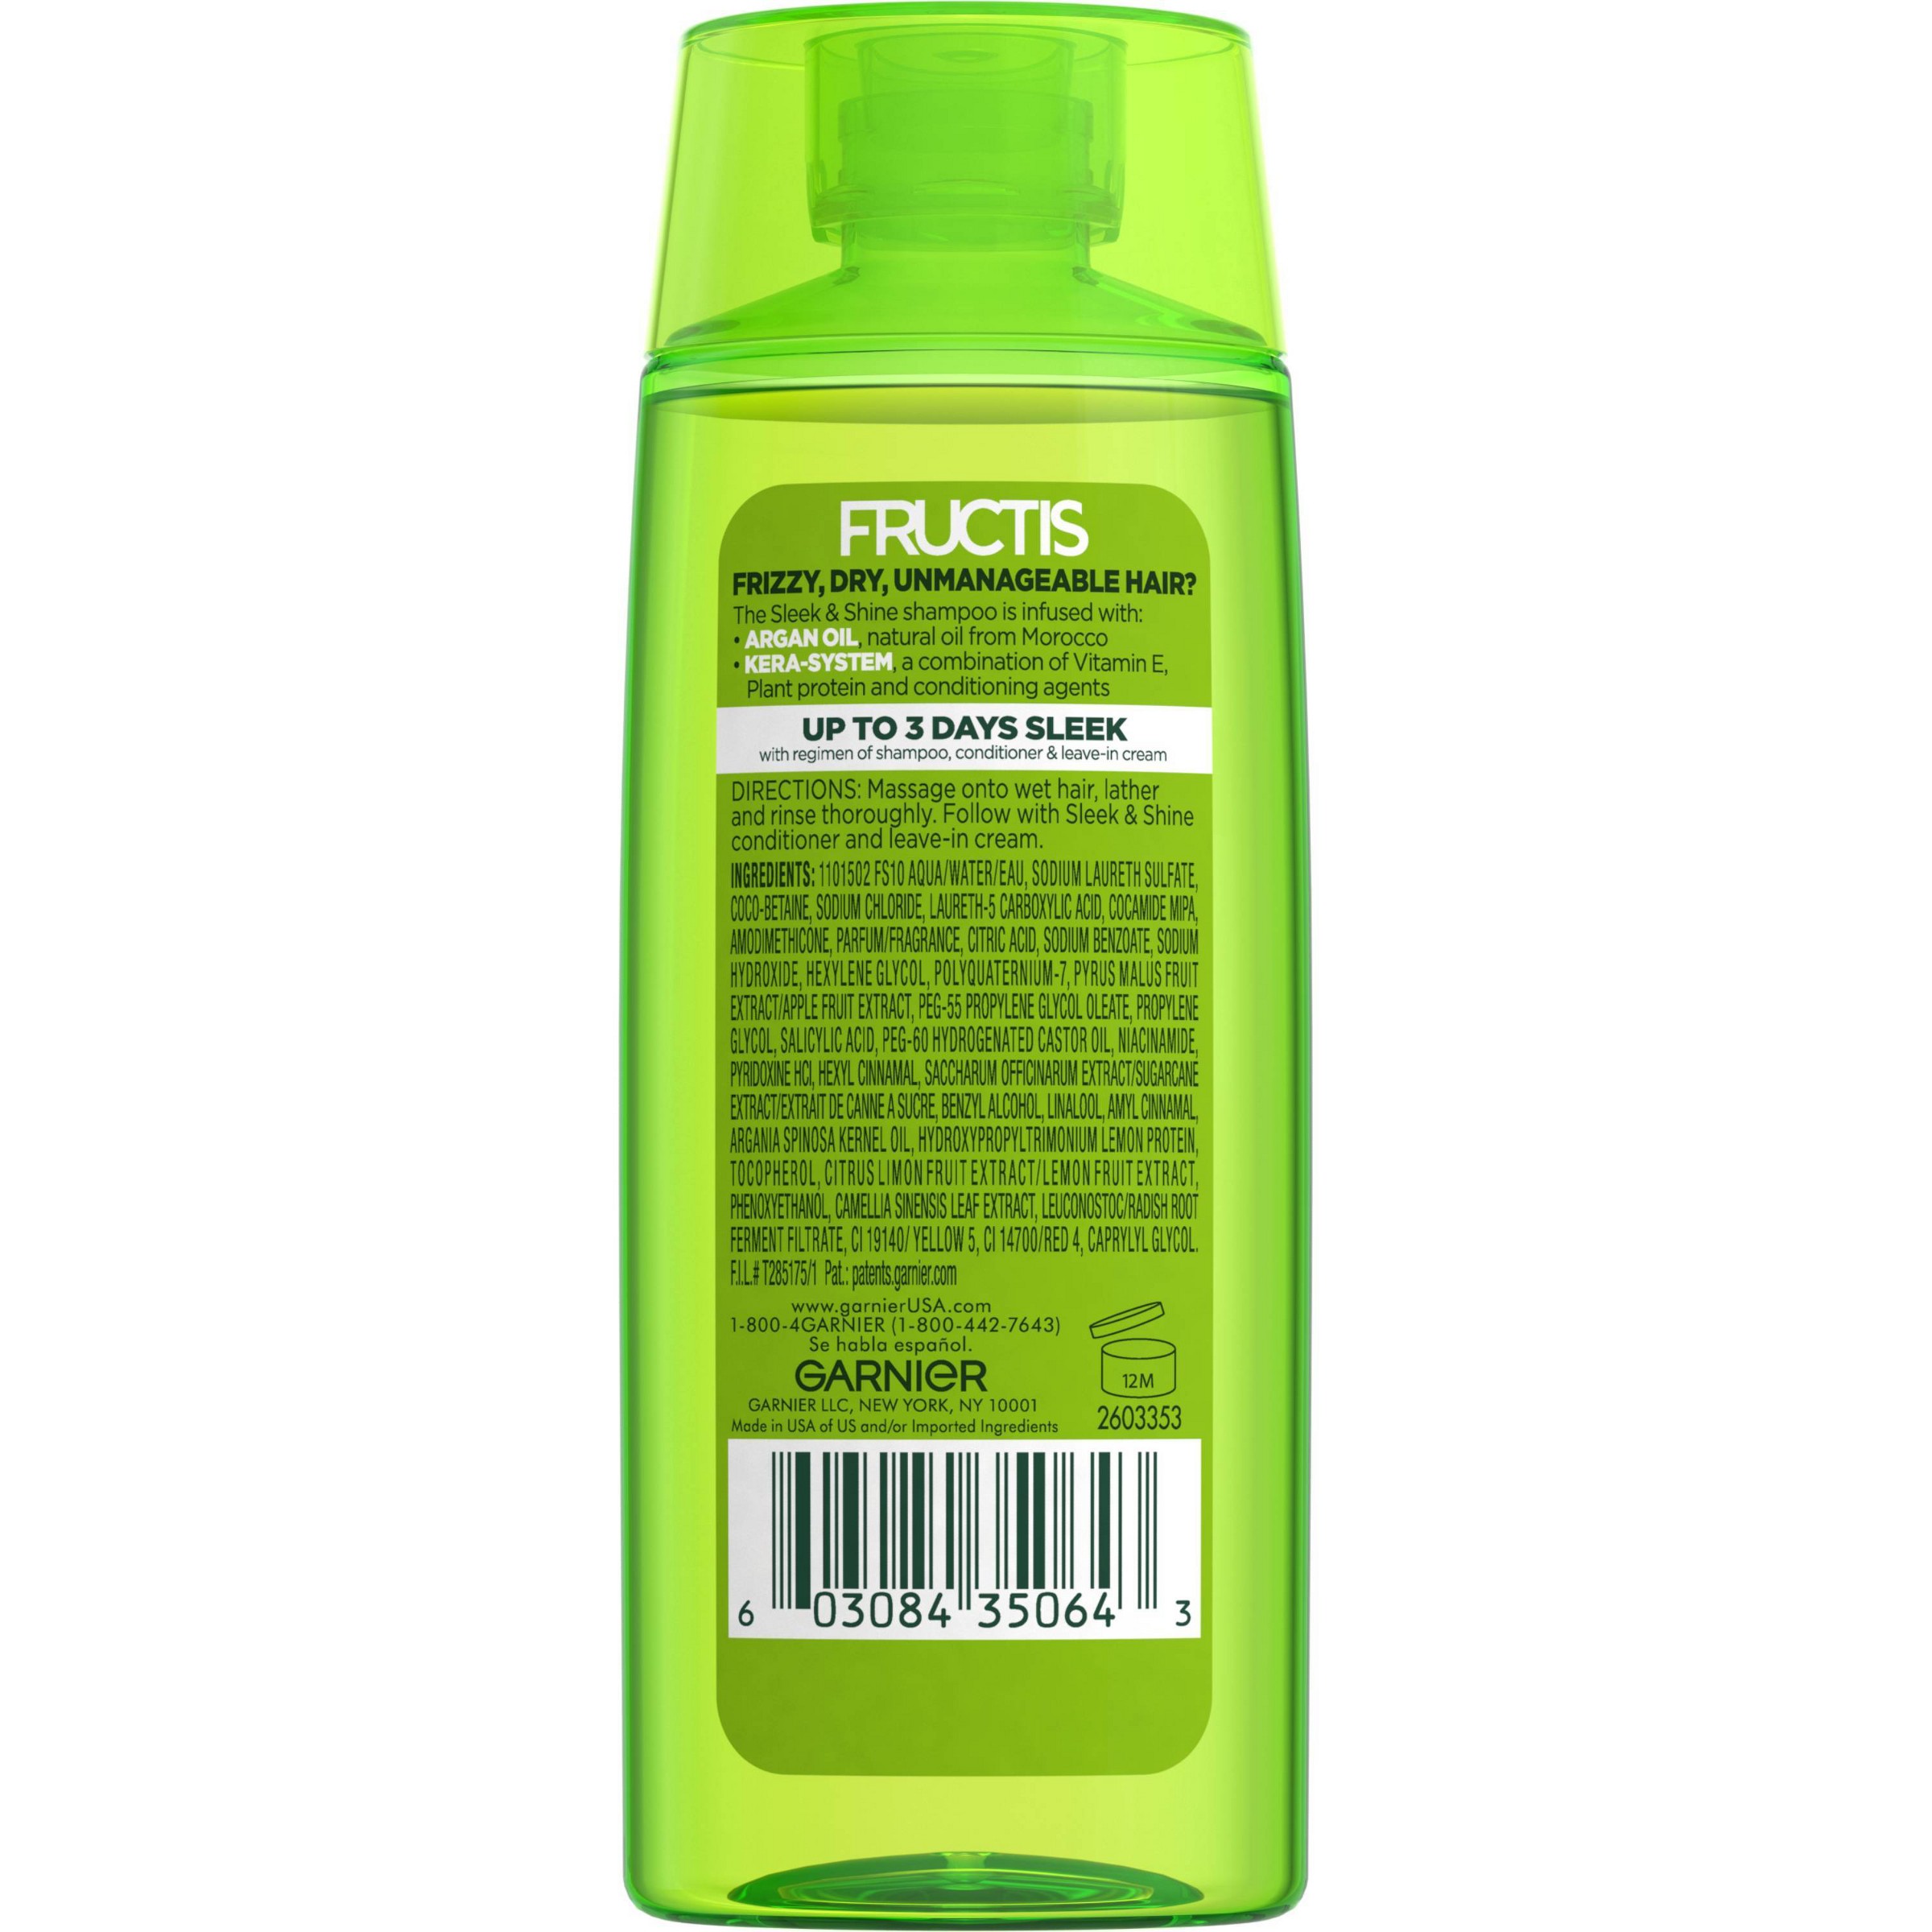 FRUCTIS
FRIZZY, DRY, UNMANAGEABLE HAIR?
The Sleek & Shine shampoo is infused with:
• ARGAN OIL, natural oil from Morocco
• KERA-SYSTEM, a combination of Vitamin E,
Plant protein and conditioning agents
UP TO 3 DAYS SLEEK
with regimen of shampoo, conditioner & leave-in cream
DIRECTIONS: Massage onto wet hair, lather
and rinse thoroughly. Follow with Sleek & Shine
conditioner and leave-in cream.
INGREDIENTS: 1101502 FS10 AQUA/WATER/EAU, SODIUM LAURETH SULFATE,
COCO-BETAINE, SODIUM CHLORIDE, LAURETH-5 CARBOXYLIC ACID, COCAMIDE MIPA,
AMODIMETHICONE, PARFUM/FRAGRANCE, CITRIC ACID, SODIUM BENZOATE, SODIUM
HYDROXIDE, HEXYLENE GLYCOL, POLYQUATERNIUM-7, PYRUS MALUS FRUIT
EXTRACT/APPLE FRUIT EXTRACT, PEG-55 PROPYLENE GLYCOL OLEATE, PROPYLENE
GLYCOL, SALICYLIC ACID, PEG-60 HYDROGENATED CASTOR OIL, NIACINAMIDE,
PYRIDOXINE HCI, HEXYL CINNAMAL, SACCHARUM OFFICINARUM EXTRACT/SUGARCANE
EXTRACT/EXTRAIT DE CANNE A SUCRE, BENZYL ALCOHOL, LINALOOL, AMYL CINNAMAL,
ARGANIA SPINOSA KERNEL OIL, HYDROXYPROPYLTRIMONIUM LEMON PROTEIN,
TOCOPHEROL, CITRUS LIMON FRUIT EXTRACT/LEMON FRUIT EXTRACT,
PHENOXYETHANOL, CAMELLIA SINENSIS LEAF EXTRACT, LEUCONOSTOC/RADISH ROOT
FERMENT FILTRATE, CI 19140/ YELLOW 5, CI 14700/RED 4, CAPRYLYL GLYCOL.
F.I.L.# T285175/1 Pat.: patents.garnier.com
www.garnierUSA.com
1-800-4GARNIER (1-800-442-7643)
Se habla español.
GARNIER
GARNIER LLC, NEW YORK, NY 10001
Made in USA of US and/or Imported Ingredients
12M
2603353
6 03084 35064 3